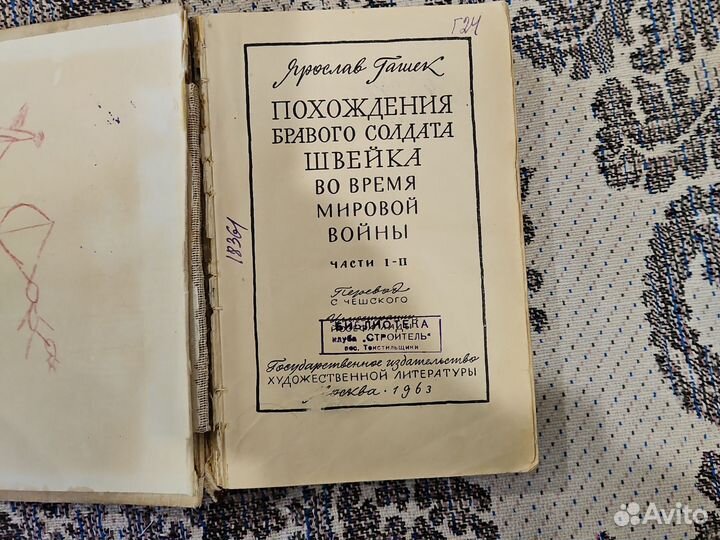 Г24
Ярослав Гашек
ПОХОЖДЕНИЯ
БРАВОГО СОЛДАТА
ШВЕЙКА
ВО ВРЕМЯ
МИРОВОЙ
ВОЙНЫ
ЧАСТИ I-II
18361
Перевод
С ЧЕШСКОГО
БИБЛИОТЕКА
клуба „СТРОИТЕЛЬ"
пос. Текстильщики
Государственное издательство
ХУДОЖЕСТВЕННОЙ ЛИТЕРАТУРЫ
Москва · 1963
Avito